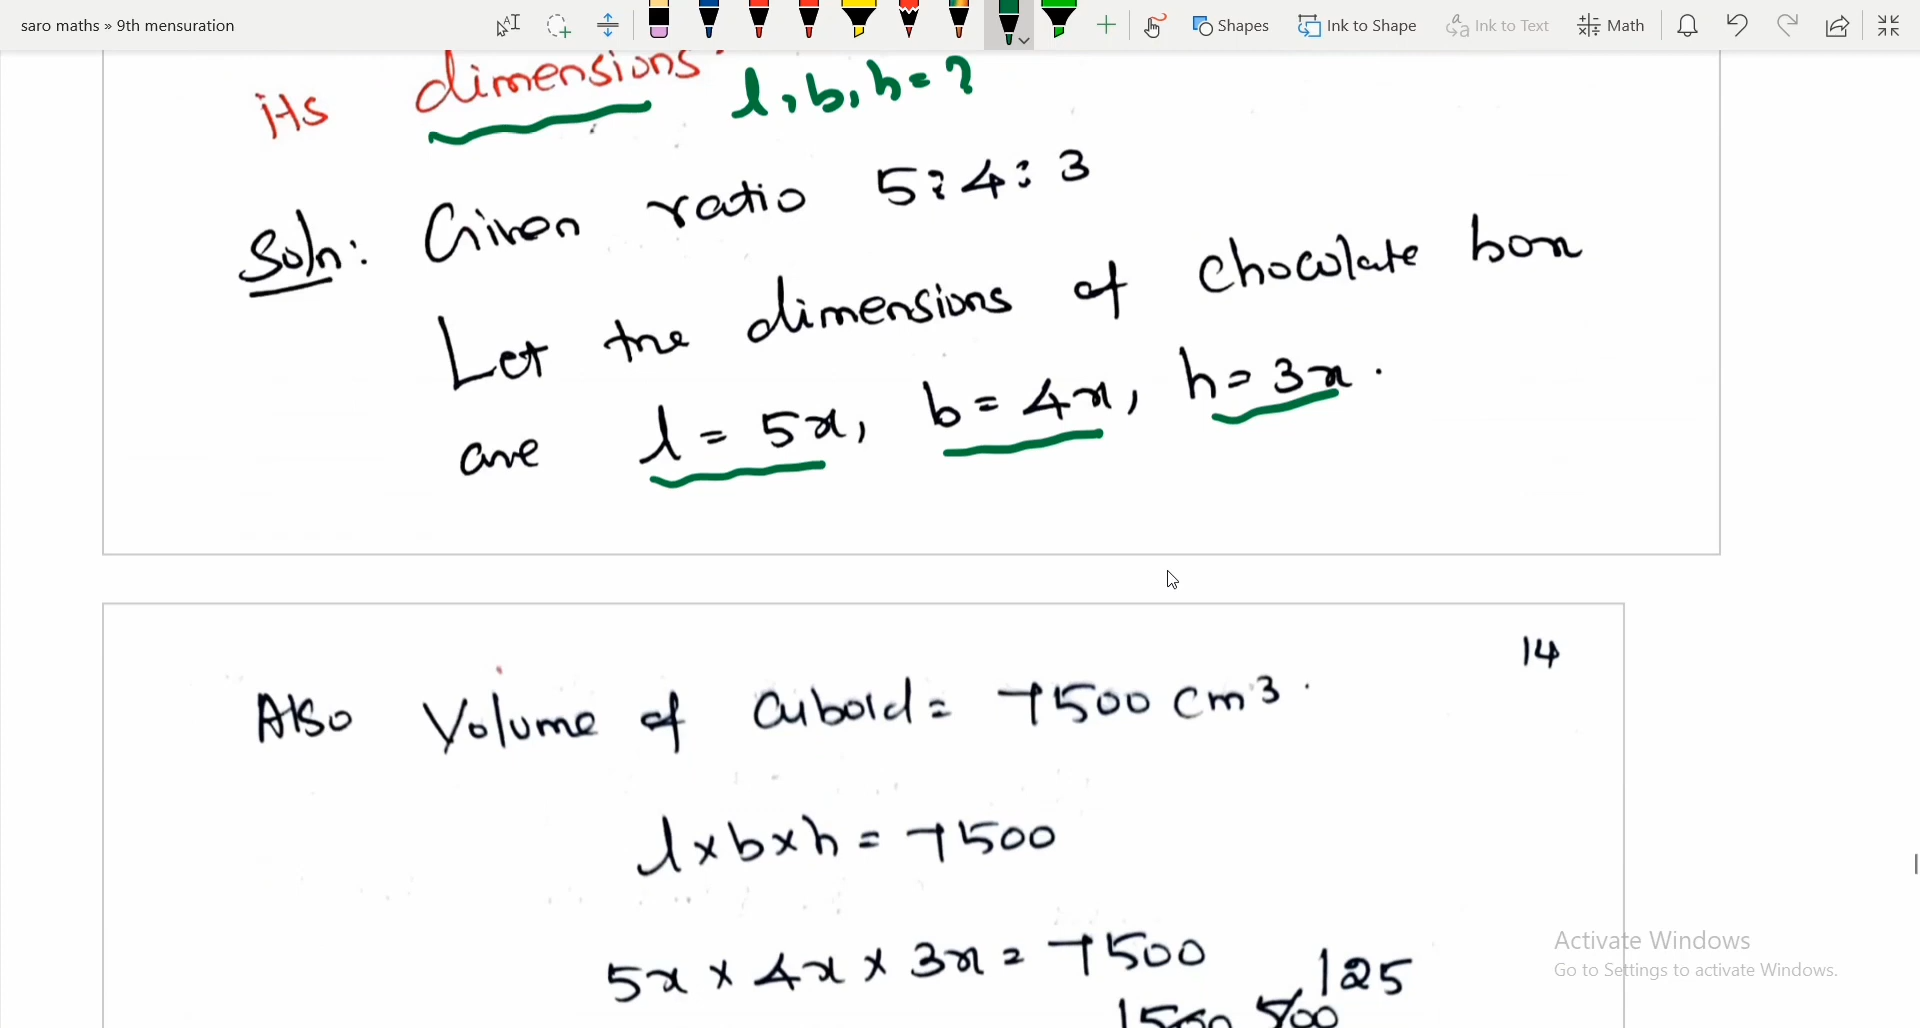 saro maths » 9th mensuration
Shapes Ink to Shape Ink to Text Math
its dimensions.
l, b, h = ?
Soln: Given ratio 5:4:3
Let the dimensions of chocolate box
are l = 5x, b = 4x, h = 3x.
14
Also Volume of Cuboid = 7500 cm³.
l × b × h = 7500
5x × 4x × 3x = 7500
125
1500 500
Activate Windows
Go to Settings to activate Windows.